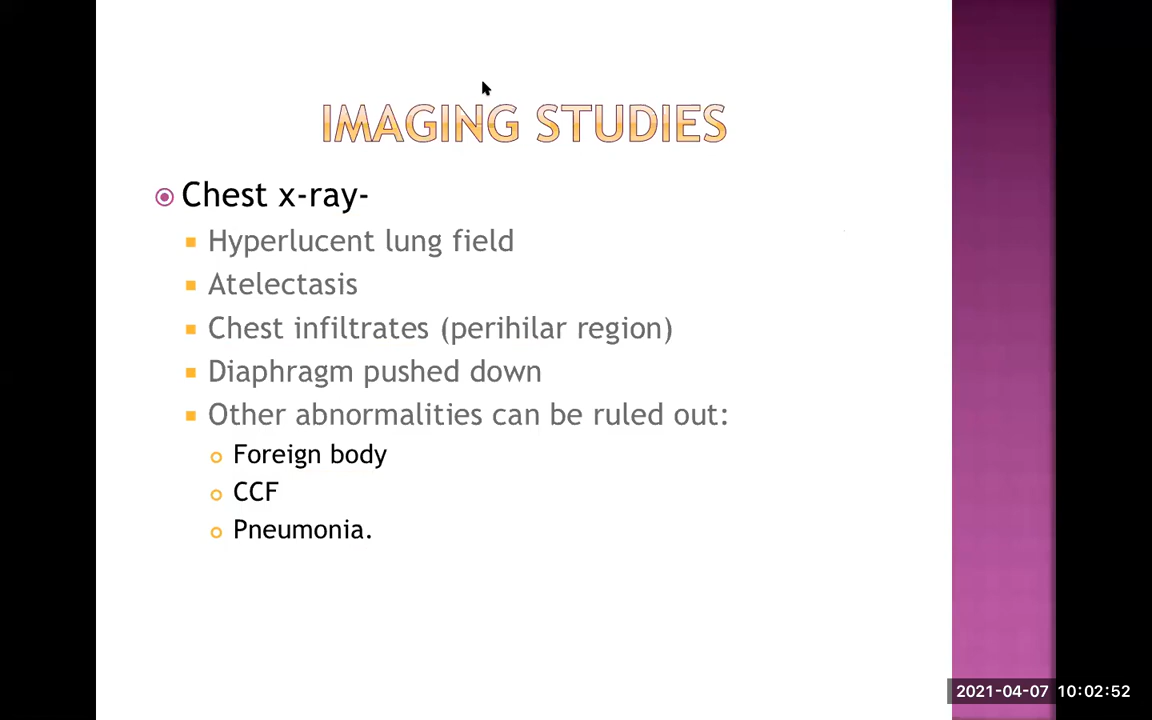 IMAGING STUDIES
Chest x-ray-
Hyperlucent lung field
Atelectasis
Chest infiltrates (perihilar region)
Diaphragm pushed down
Other abnormalities can be ruled out:
Foreign body
CCF
Pneumonia.
2021-04-07 10:02:52